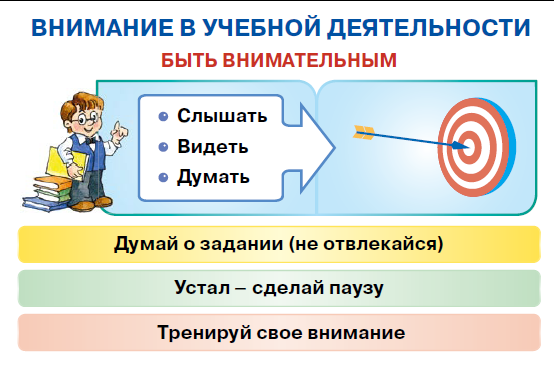 ВНИМАНИЕ В УЧЕБНОЙ ДЕЯТЕЛЬНОСТИ
БЫТЬ ВНИМАТЕЛЬНЫМ
• Слышать
• Видеть
• Думать
Думай о задании (не отвлекайся)
Устал – сделай паузу
Тренируй свое внимание